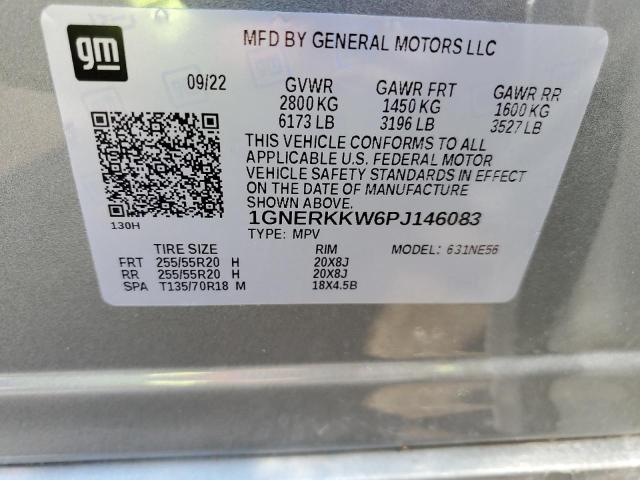 gm
MFD BY GENERAL MOTORS LLC
09/22 GVWR GAWR FRT GAWR RR
2800 KG 1450 KG 1600 KG
6173 LB 3196 LB 3527 LB
THIS VEHICLE CONFORMS TO ALL
APPLICABLE U.S. FEDERAL MOTOR
VEHICLE SAFETY STANDARDS IN EFFECT
ON THE DATE OF MANUFACTURE
SHOWN ABOVE.
130H
1GNERKKW6PJ146083
TYPE: MPV
TIRE SIZE RIM MODEL: 631NE56
FRT 255/55R20 H 20X8J
RR 255/55R20 H 20X8J
SPA T135/70R18 M 18X4.5B